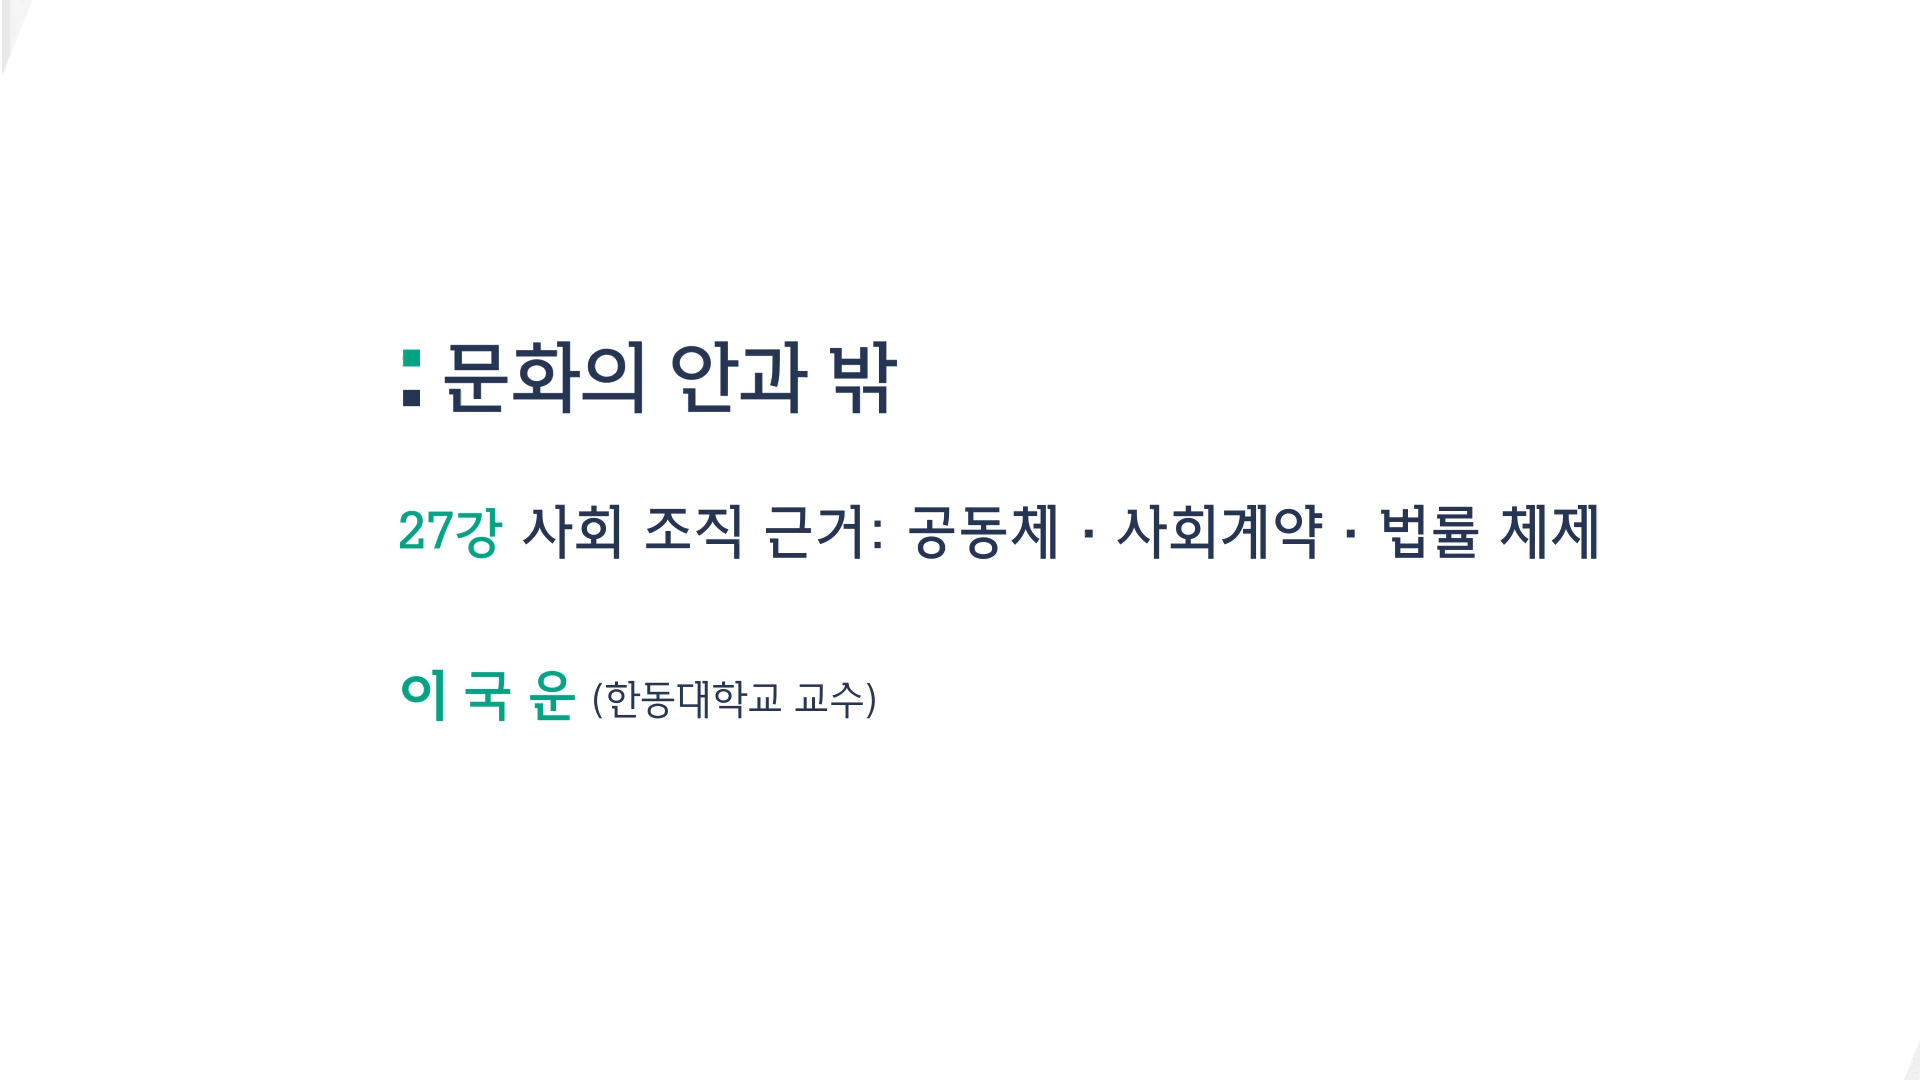 문화의 안과 밖
27강 사회 조직 근거: 공동체 · 사회계약 · 법률 체제
이 국 운 (한동대학교 교수)